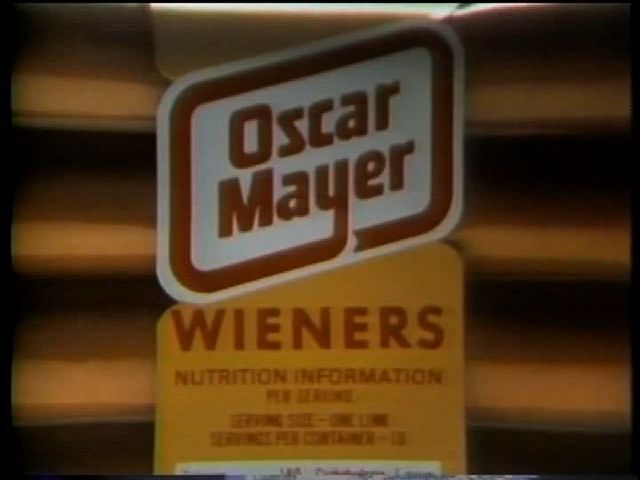 Oscar
Mayer
WIENERS
NUTRITION INFORMATION
PER SERVING
SERVING SIZE - ONE LINK
SERVINGS PER CONTAINER - 10